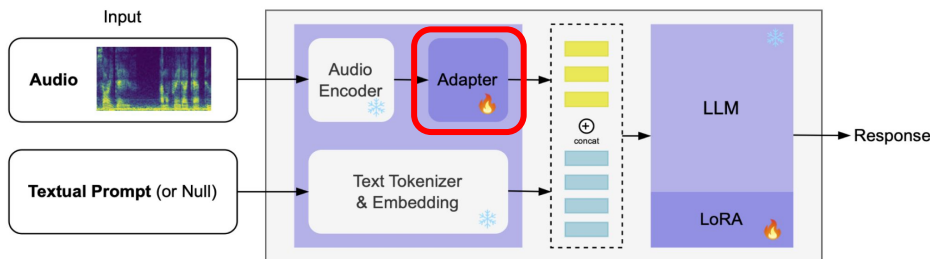 Input
Audio
Audio
Encoder
Adapter
LLM
concat
Response
Textual Prompt (or Null)
Text Tokenizer
& Embedding
LoRA